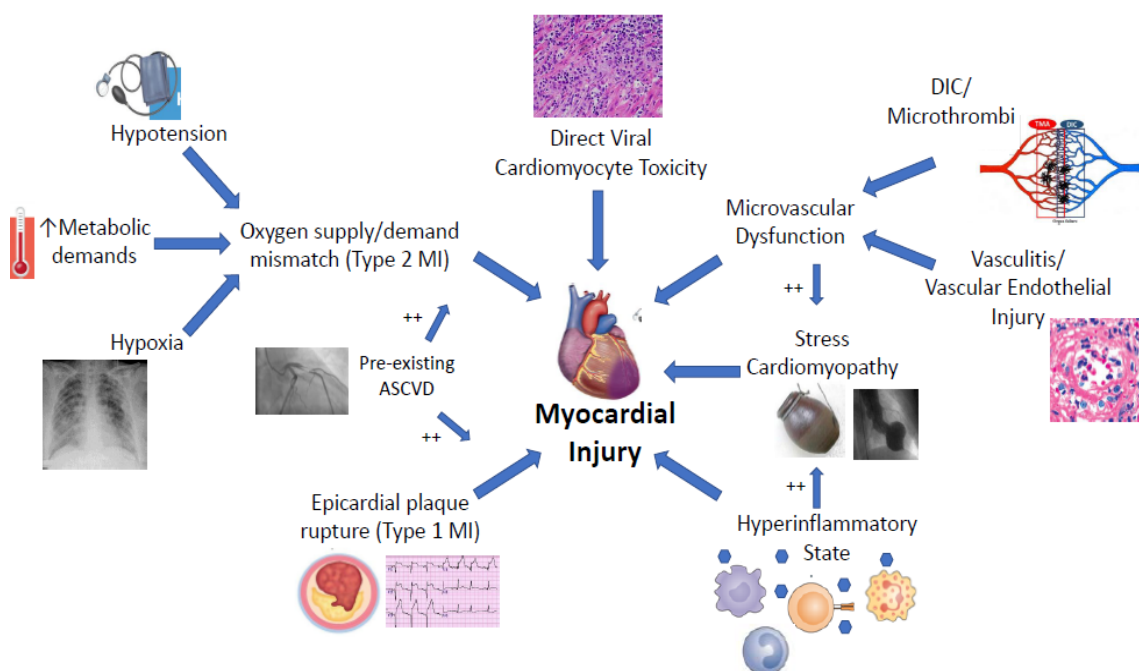 Hypotension
↑Metabolic
demands
Hypoxia
Oxygen supply/demand
mismatch (Type 2 MI)
++
Pre-existing
ASCVD
++
Epicardial plaque
rupture (Type 1 MI)
Direct Viral
Cardiomyocyte Toxicity
Myocardial
Injury
DIC/
Microthrombi
TMA
DIC
Microvascular
Dysfunction
Vasculitis/
Vascular Endothelial
Injury
++
Stress
Cardiomyopathy
++
Hyperinflammatory
State